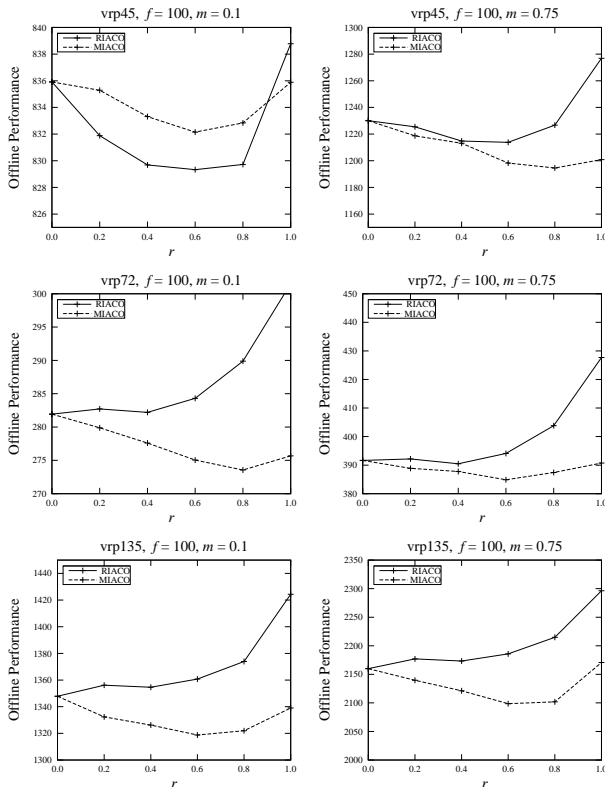 vrp45, f = 100, m = 0.1
Offline Performance
840
838
836
834
832
830
828
826
RIACO
MIACO
0.0 0.2 0.4 0.6 0.8 1.0
r
vrp45, f = 100, m = 0.75
Offline Performance
1300
1280
1260
1240
1220
1200
1180
1160
RIACO
MIACO
0.0 0.2 0.4 0.6 0.8 1.0
r
vrp72, f = 100, m = 0.1
Offline Performance
300
295
290
285
280
275
270
RIACO
MIACO
0.0 0.2 0.4 0.6 0.8 1.0
r
vrp72, f = 100, m = 0.75
Offline Performance
450
440
430
420
410
400
390
380
RIACO
MIACO
0.0 0.2 0.4 0.6 0.8 1.0
r
vrp135, f = 100, m = 0.1
Offline Performance
1440
1420
1400
1380
1360
1340
1320
1300
RIACO
MIACO
0.0 0.2 0.4 0.6 0.8 1.0
r
vrp135, f = 100, m = 0.75
Offline Performance
2350
2300
2250
2200
2150
2100
2050
2000
RIACO
MIACO
0.0 0.2 0.4 0.6 0.8 1.0
r